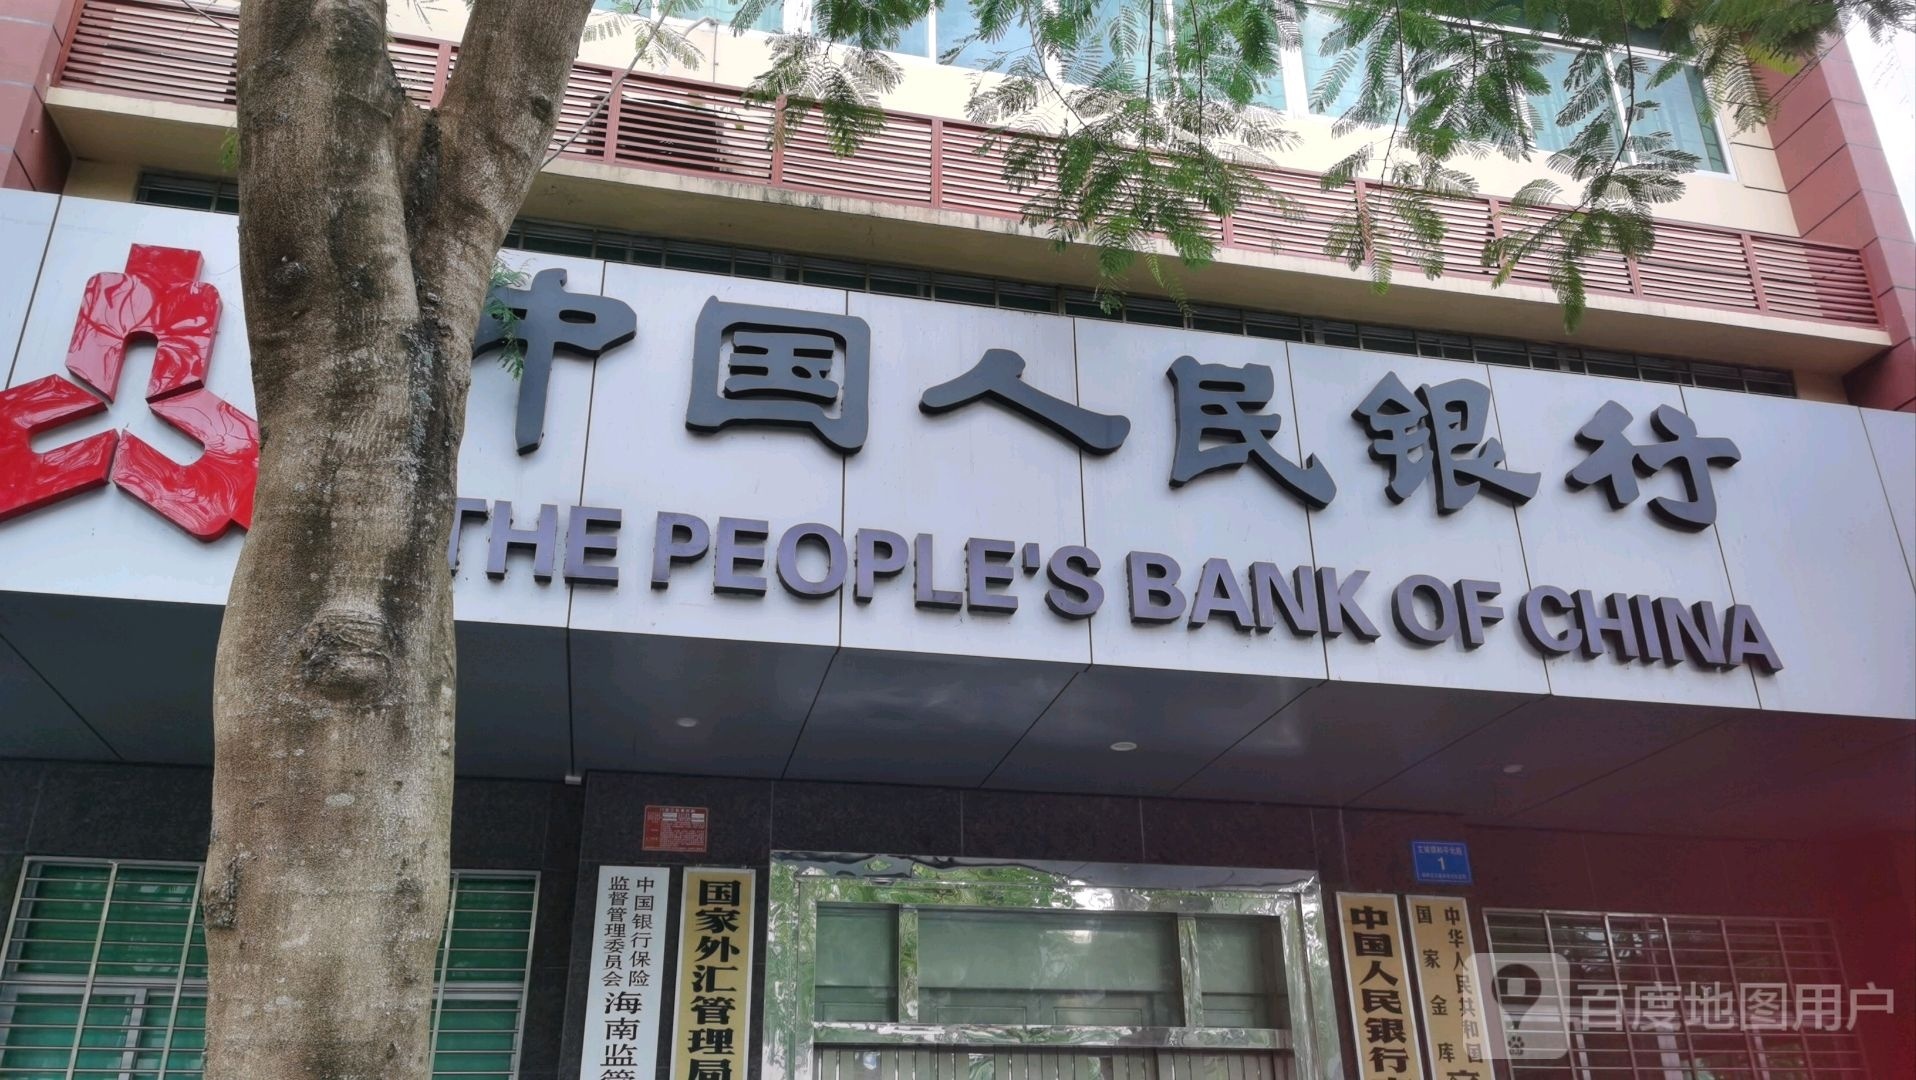 中国人民银行
THE PEOPLE'S BANK OF CHINA
中国银行保险
监督管理委员会
海南监管
国家外汇管理局
1
中国人民银行
中华人民共和国
国家金库
百度地图用户